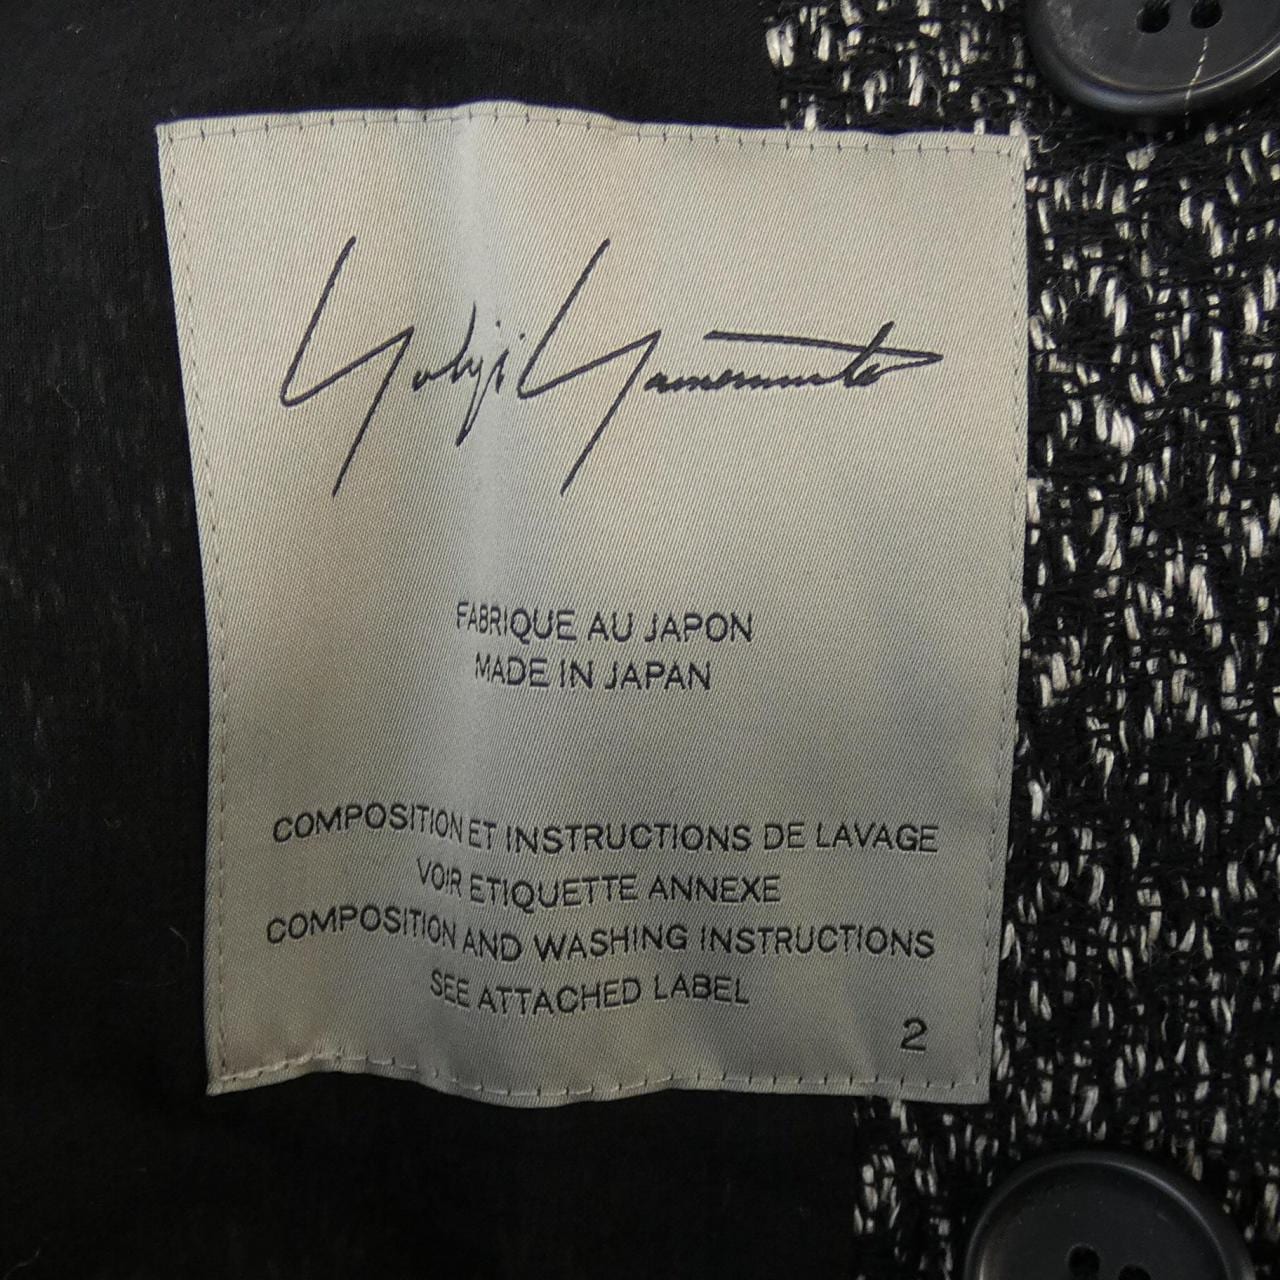 Yohji Yamamoto
FABRIQUE AU JAPON
MADE IN JAPAN
COMPOSITION ET INSTRUCTIONS DE LAVAGE
VOIR ETIQUETTE ANNEXE
COMPOSITION AND WASHING INSTRUCTIONS
SEE ATTACHED LABEL
2